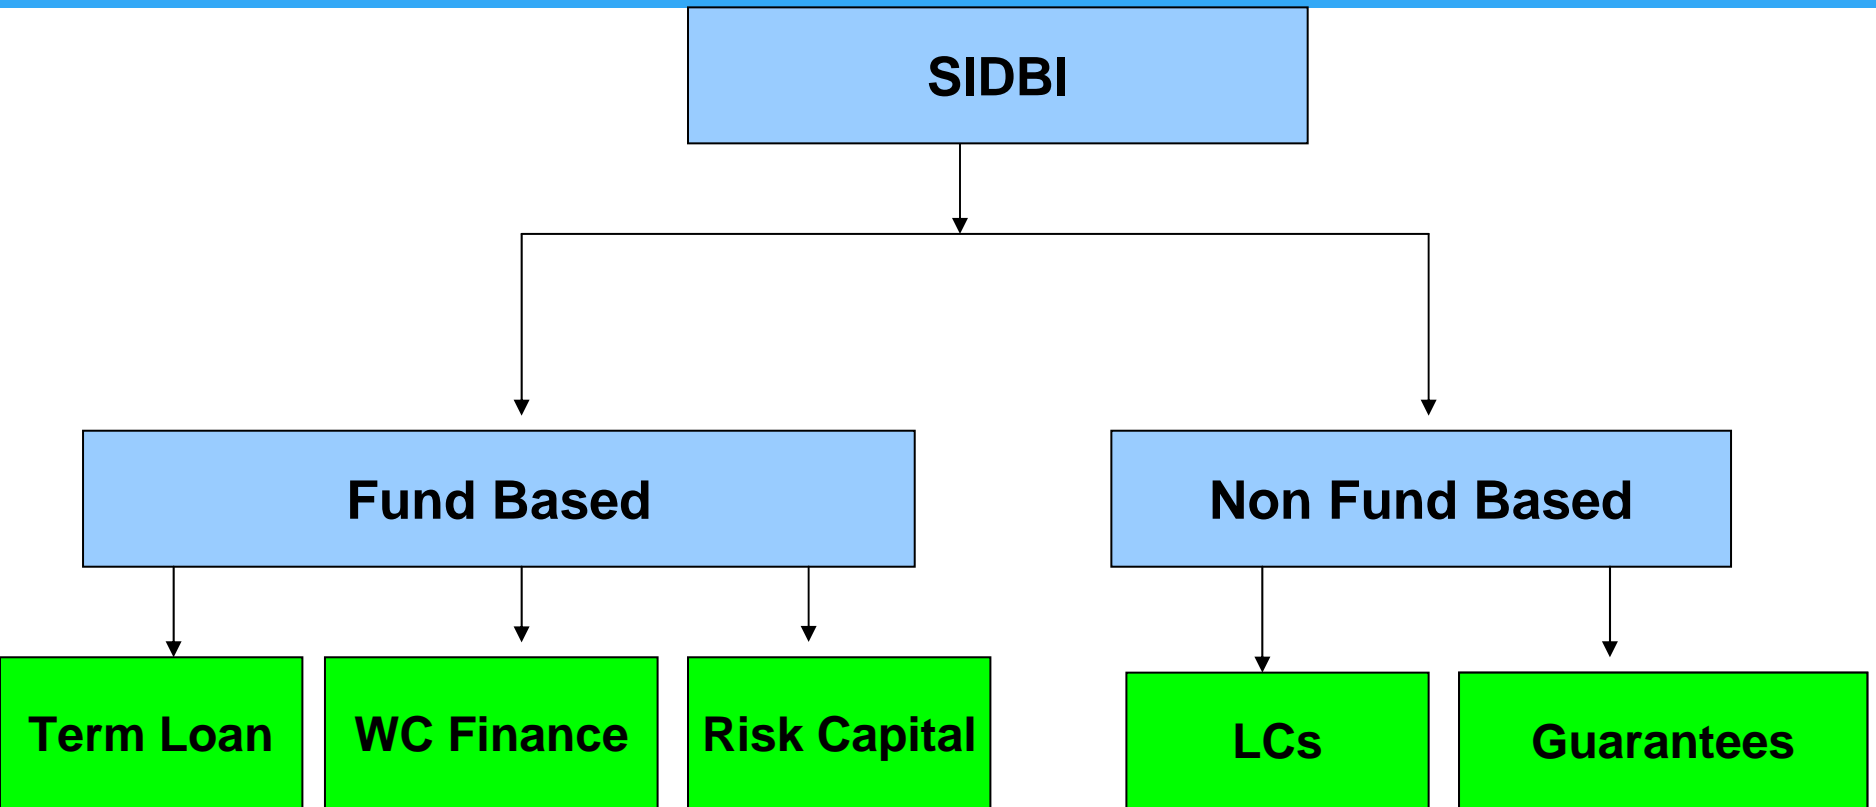 SIDBI
Fund Based
Non Fund Based
Term Loan
WC Finance
Risk Capital
LCs
Guarantees